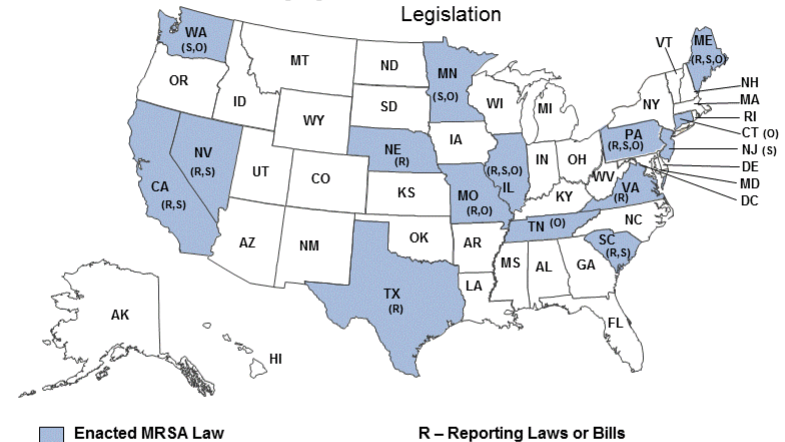 Legislation
WA
(S,O)
MT
ND
MN
(S,O)
VT
ME
(R,S,O)
OR
ID
SD
WI
MI
NY
NH
MA
RI
CT (O)
NJ (S)
DE
MD
DC
WY
IA
NE
(R)
PA
(R,S,O)
NV
(R,S)
UT
CO
CA
(R,S)
KS
MO
(R,O)
(R,S,O)
IL
IN
OH
WV
VA
(R)
KY
NC
TN (O)
AZ
NM
OK
AR
SC
(R,S)
MS
AL
GA
LA
TX
(R)
FL
AK
HI
Enacted MRSA Law
R – Reporting Laws or Bills